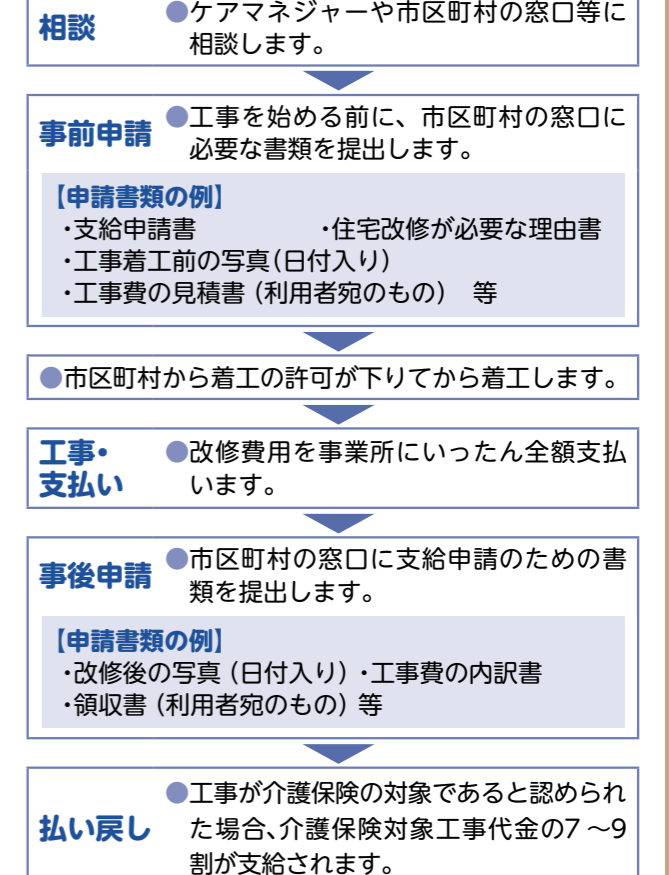 相談
●ケアマネジャーや市区町村の窓口等に
相談します。
事前申請
●工事を始める前に、市区町村の窓口に
必要な書類を提出します。
【申請書類の例】
・支給申請書　・住宅改修が必要な理由書
・工事着工前の写真（日付入り）
・工事費の見積書（利用者宛のもの）　等
●市区町村から着工の許可が下りてから着工します。
工事・
支払い
●改修費用を事業所にいったん全額支払
います。
事後申請
●市区町村の窓口に支給申請のための書
類を提出します。
【申請書類の例】
・改修後の写真（日付入り）・工事費の内訳書
・領収書（利用者宛のもの）等
払い戻し
●工事が介護保険の対象であると認められ
た場合、介護保険対象工事代金の7～9
割が支給されます。